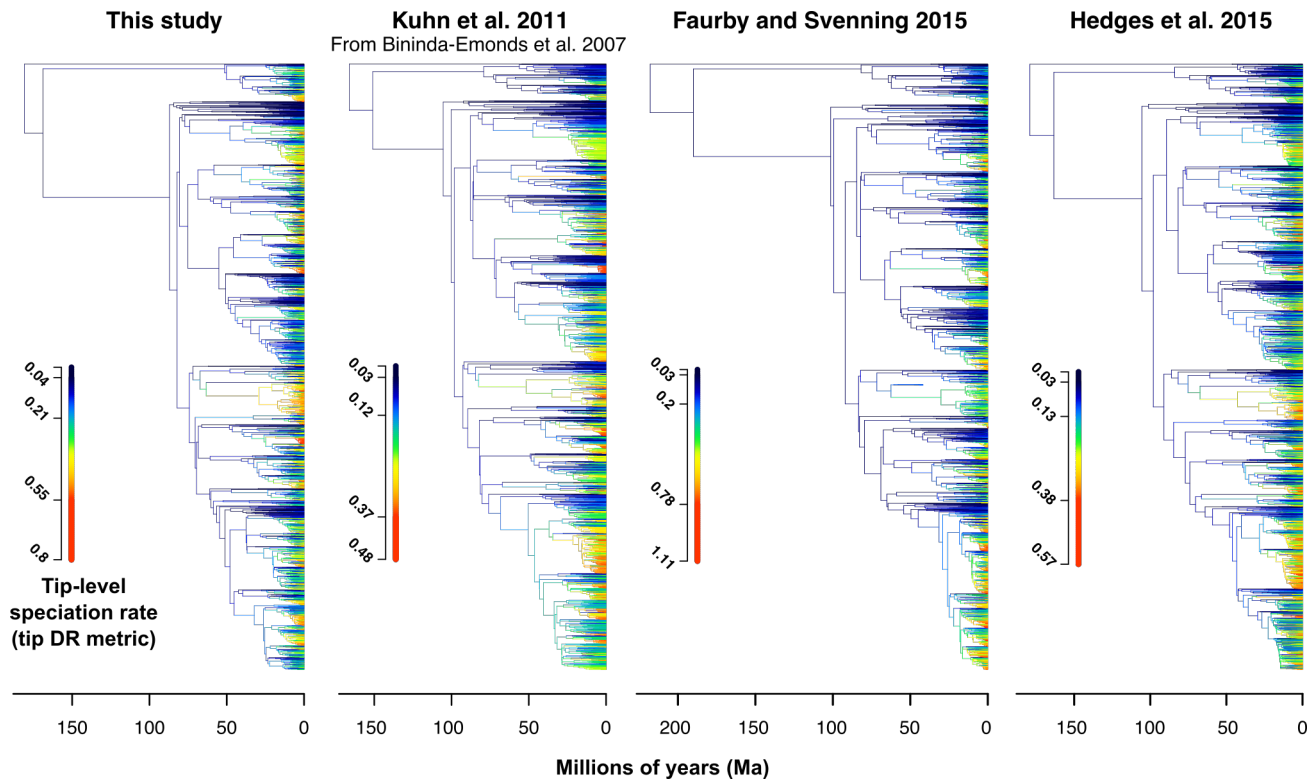 This study
Kuhn et al. 2011
From Bininda-Emonds et al. 2007
Faurby and Svenning 2015
Hedges et al. 2015
0.04
0.21
0.55
0.8
Tip-level
speciation rate
(tip DR metric)
0.03
0.12
0.37
0.48
0.03
0.2
0.78
1.11
0.03
0.13
0.38
0.57
150 100 50 0
150 100 50 0
200 150 100 50 0
150 100 50 0
Millions of years (Ma)